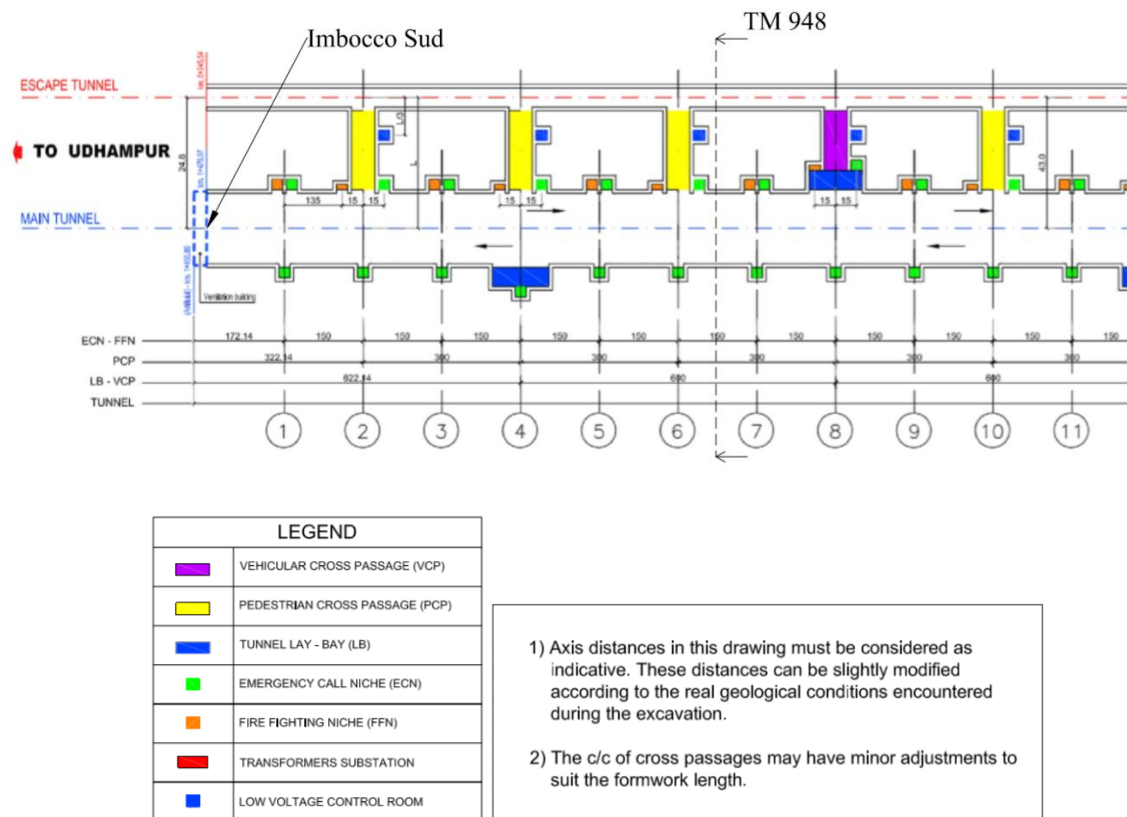 Imbocco Sud
TM 948
ESCAPE TUNNEL
TO UDHAMPUR
24.6
L
43.0
MAIN TUNNEL
135 15 15
15 15
15 15
Ventilation building
ECN - FFN 172.14 150 150 150 150 150 150 150 150 150 150 150
PCP 322.14 300 300 300 300 300
LB - VCP 622.14 600 600
TUNNEL
1 2 3 4 5 6 7 8 9 10 11
LEGEND
VEHICULAR CROSS PASSAGE (VCP)
PEDESTRIAN CROSS PASSAGE (PCP)
TUNNEL LAY - BAY (LB)
EMERGENCY CALL NICHE (ECN)
FIRE FIGHTING NICHE (FFN)
TRANSFORMERS SUBSTATION
LOW VOLTAGE CONTROL ROOM
1) Axis distances in this drawing must be considered as
indicative. These distances can be slightly modified
according to the real geological conditions encountered
during the excavation.
2) The c/c of cross passages may have minor adjustments to
suit the formwork length.